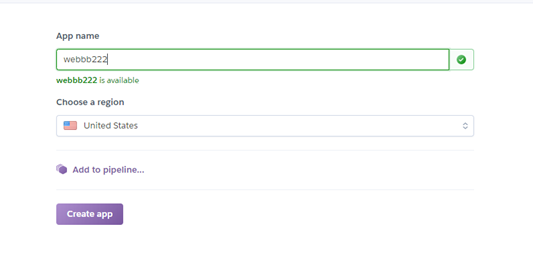 App name
webbb222
webbb222 is available
Choose a region
United States
Add to pipeline...
Create app